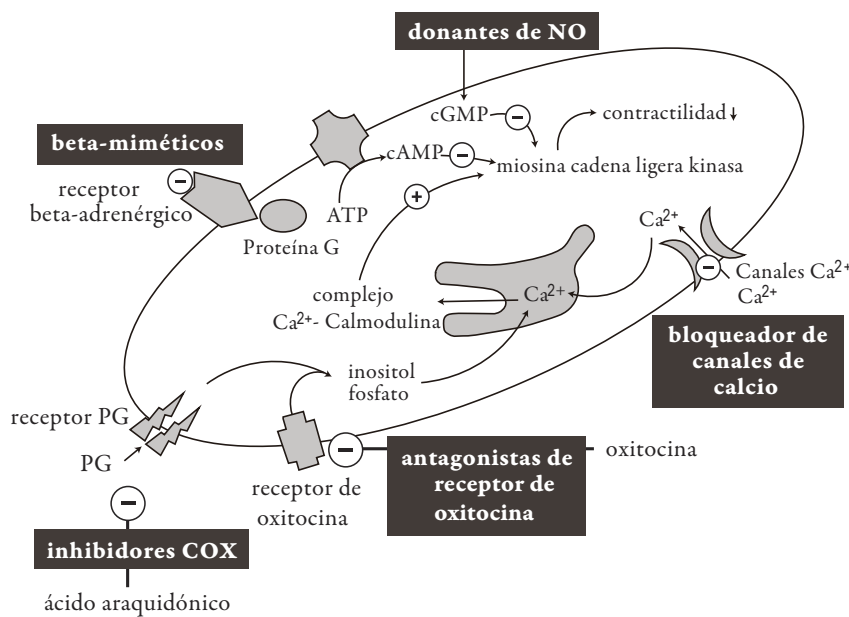 donantes de NO
cGMP
−
contractilidad↓
beta-miméticos
cAMP
−
miosina cadena ligera kinasa
−
receptor
beta-adrenérgico
ATP
+
Proteína G
Ca²⁺
−
Canales Ca²⁺
Ca²⁺
complejo
Ca²⁺- Calmodulina
Ca²⁺
bloqueador de
canales de
calcio
inositol
fosfato
receptor PG
PG
−
antagonistas de
receptor de
oxitocina
oxitocina
receptor de
oxitocina
−
inhibidores COX
ácido araquidónico